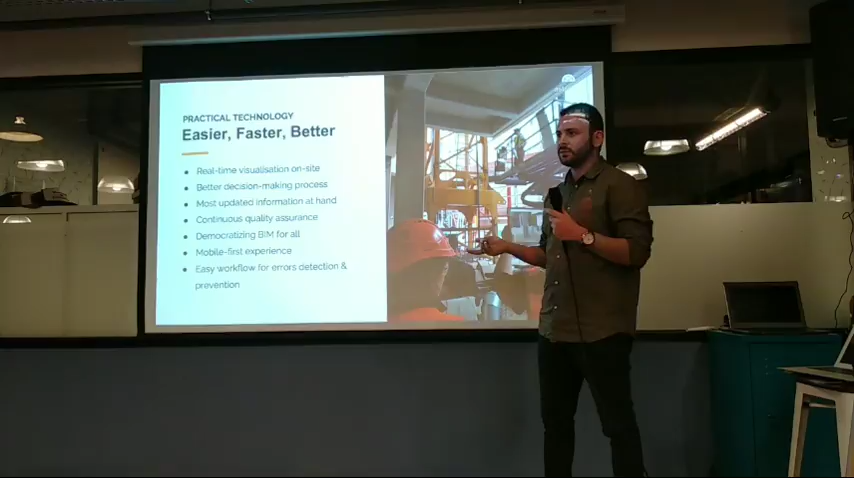 PRACTICAL TECHNOLOGY
Easier, Faster, Better
● Real-time visualisation on-site
● Better decision-making process
● Most updated information at hand
● Continuous quality assurance
● Democratizing BIM for all
● Mobile-first experience
● Easy workflow for errors detection &
prevention